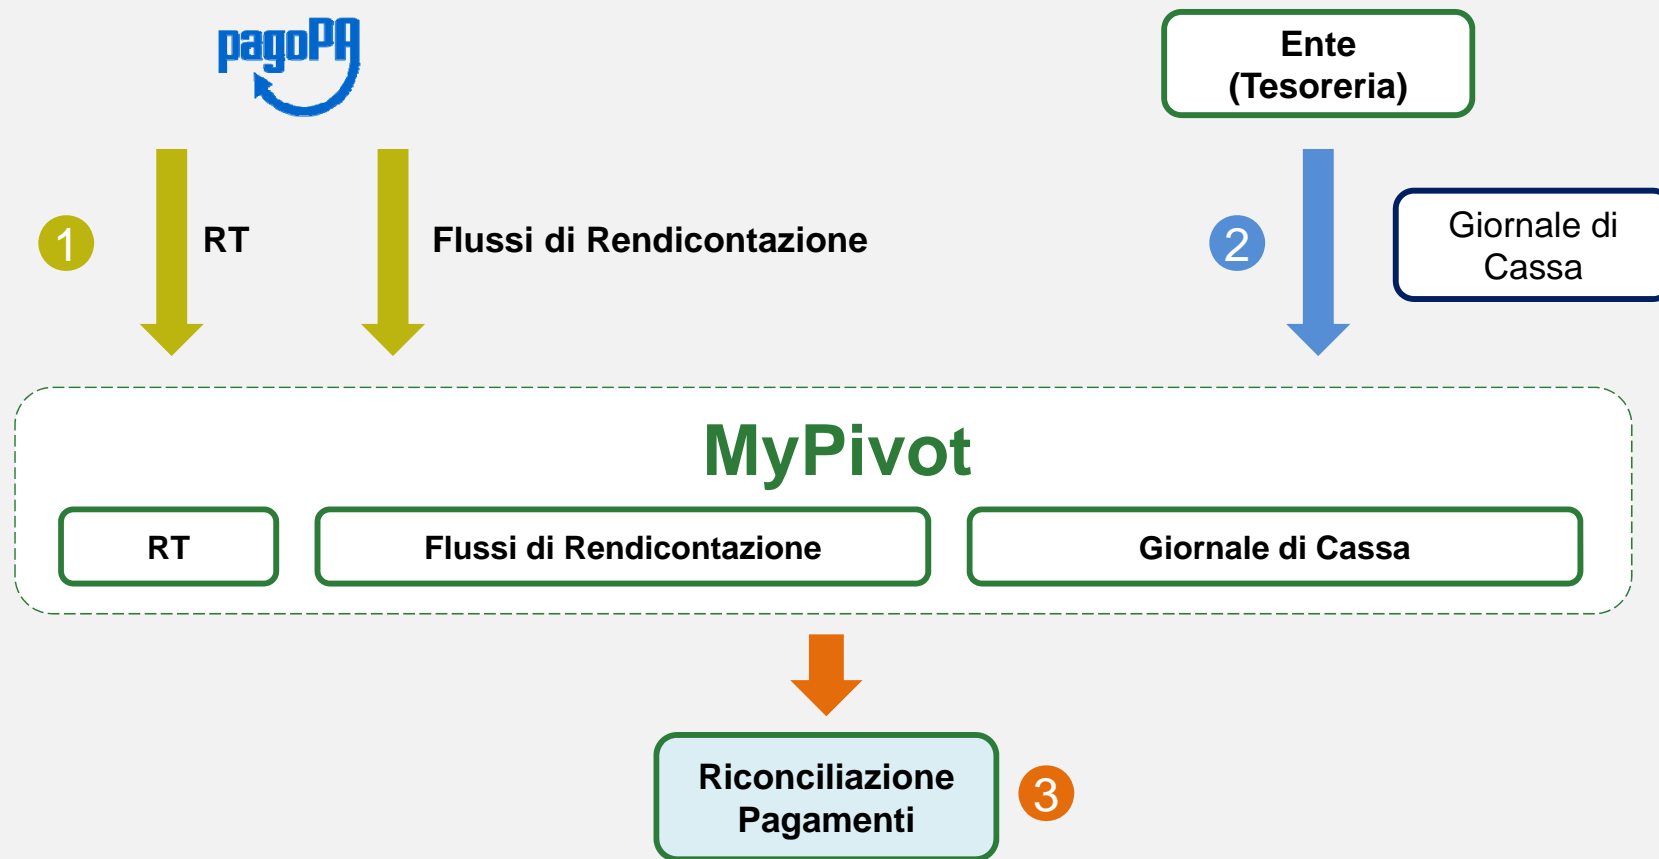 pagoPA
Ente
(Tesoreria)
1
RT
Flussi di Rendicontazione
2
Giornale di
Cassa
MyPivot
RT
Flussi di Rendicontazione
Giornale di Cassa
Riconciliazione
Pagamenti
3